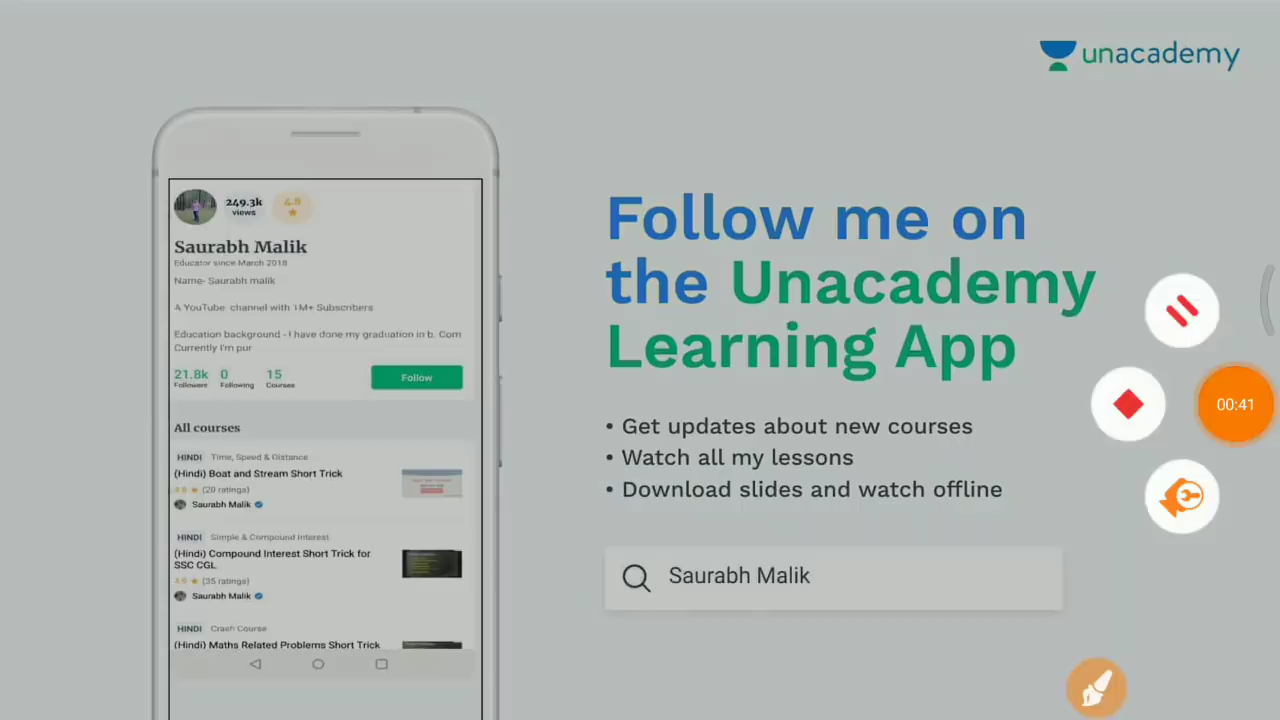 unacademy
249.3k
views
4.8
Saurabh Malik
Educator since March 2018
Name- Saurabh malik
A YouTube channel with 1M+ Subscribers
Education background - I have done my graduation in b. Com
Currently I'm pur
21.8k
Followers
0
Following
15
Courses
Follow
All courses
HINDI Time, Speed & Distance
(Hindi) Boat and Stream Short Trick
4.8 (20 ratings)
Saurabh Malik
HINDI Simple & Compound Interest
(Hindi) Compound Interest Short Trick for
SSC CGL
4.9 (35 ratings)
Saurabh Malik
HINDI Crash Course
(Hindi) Maths Related Problems Short Trick
Follow me on
the Unacademy
Learning App
• Get updates about new courses
• Watch all my lessons
• Download slides and watch offline
Saurabh Malik
00:41